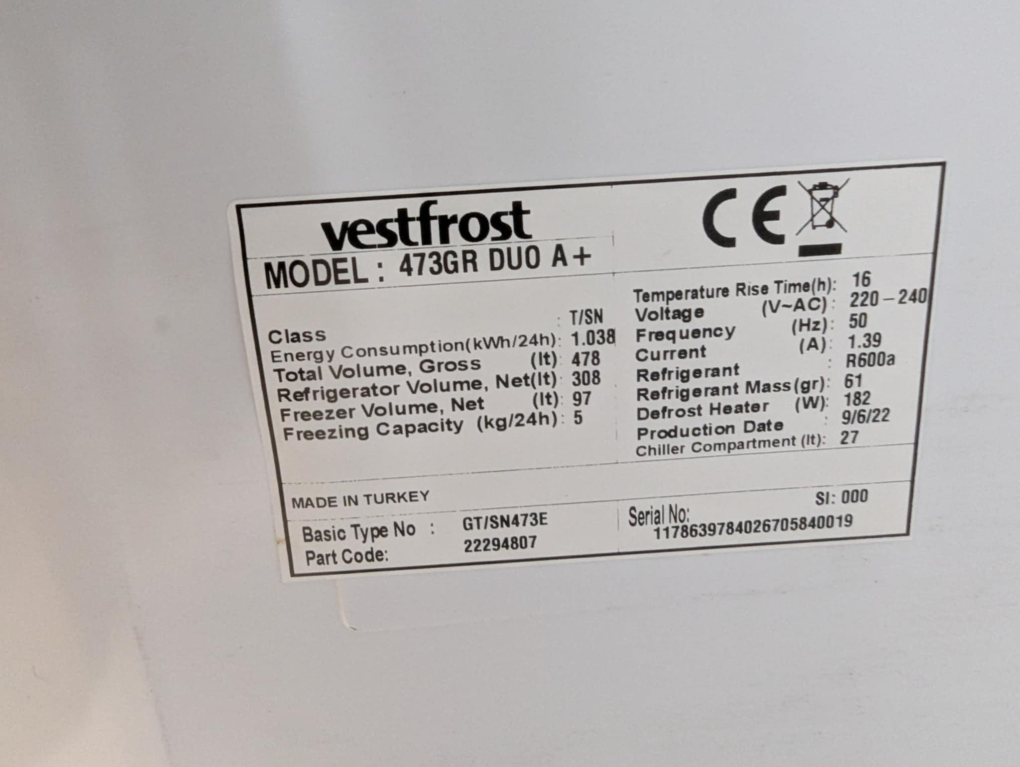 vestfrost
CE
MODEL : 473GR DUO A+
Class : T/SN
Energy Consumption(kWh/24h): 1.038
Total Volume, Gross (lt) 478
Refrigerator Volume, Net(lt): 308
Freezer Volume, Net (lt): 97
Freezing Capacity (kg/24h): 5
Temperature Rise Time(h): 16
Voltage (V~AC): 220-240
Frequency (Hz): 50
Current (A): 1.39
Refrigerant : R600a
Refrigerant Mass(gr): 61
Defrost Heater (W): 182
Production Date : 9/6/22
Chiller Compartment (lt): 27
MADE IN TURKEY
SI: 000
Basic Type No : GT/SN473E
Part Code: 22294807
Serial No:
1178639784026705840019